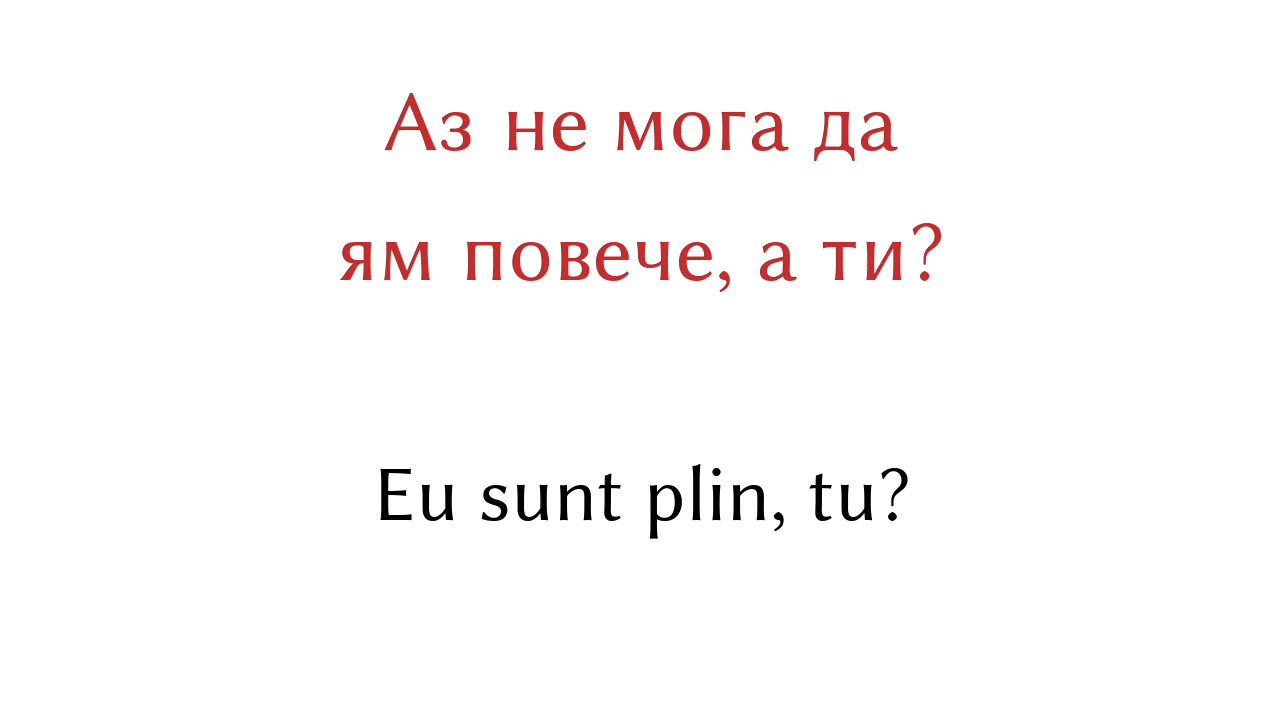 Аз не мога да
ям повече, а ти?
Eu sunt plin, tu?